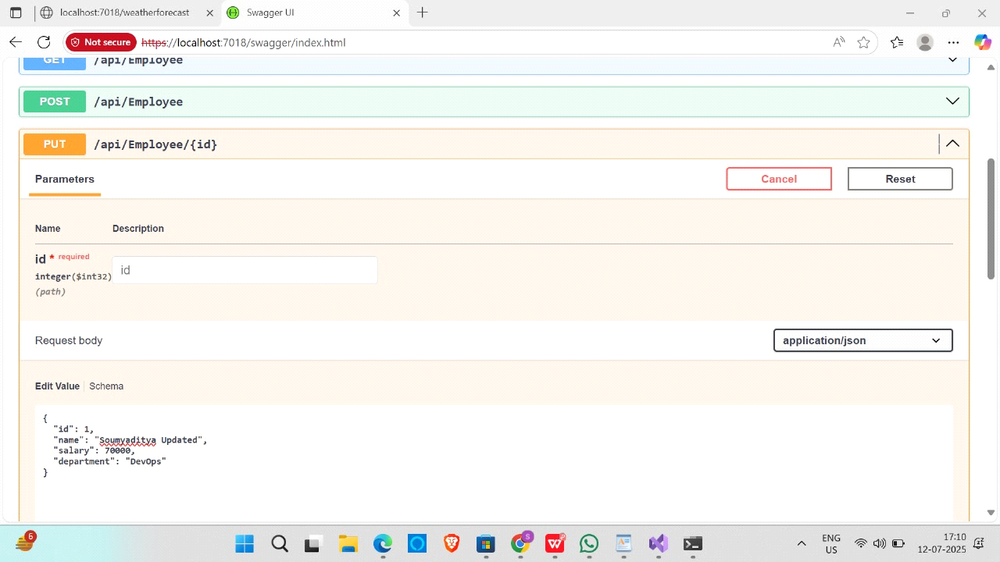 localhost:7018/weatherforecast
Swagger UI
Not secure https://localhost:7018/swagger/index.html
GET /api/Employee
POST /api/Employee
PUT /api/Employee/{id}
Parameters
Cancel
Reset
Name Description
id * required
integer($int32)
(path)
id
Request body
application/json
Edit Value Schema
{
"id": 1,
"name": "Soumyaditya Updated",
"salary": 70000,
"department": "DevOps"
}
6
S
W
P
ENG
US
17:10
12-07-2025